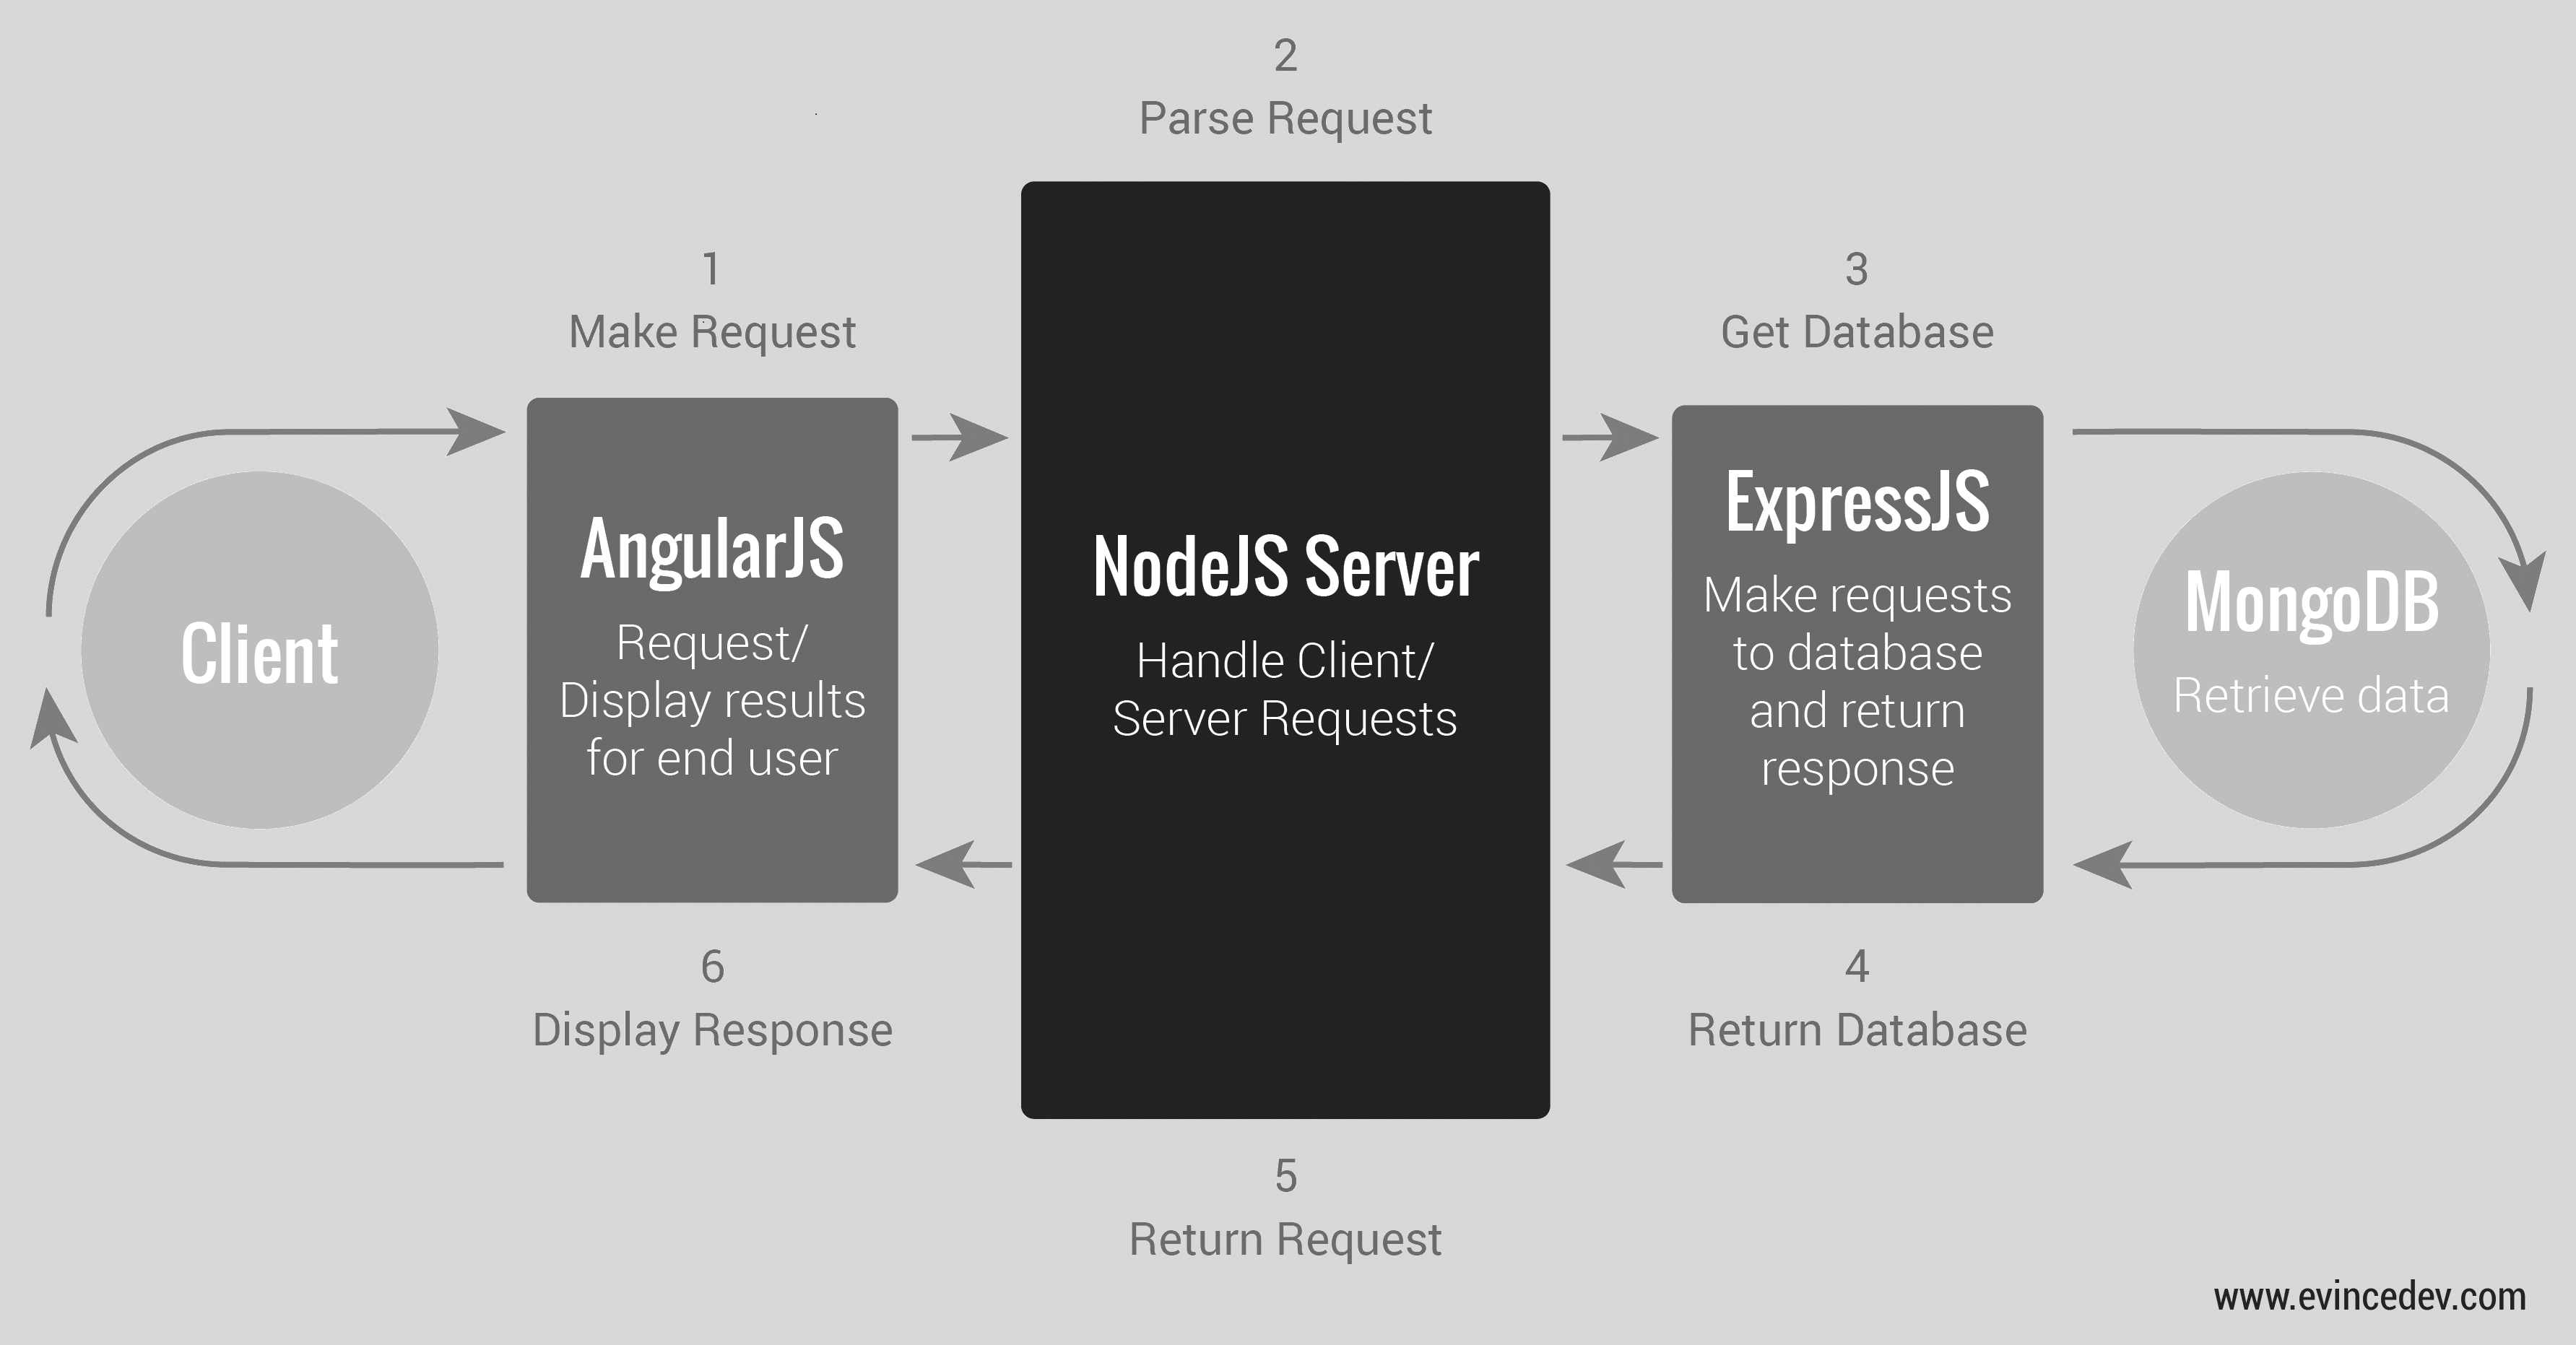 2
Parse Request
1
Make Request
3
Get Database
Client
AngularJS
Request/
Display results
for end user
NodeJS Server
Handle Client/
Server Requests
ExpressJS
Make requests
to database
and return
response
MongoDB
Retrieve data
6
Display Response
4
Return Database
5
Return Request
www.evincedev.com